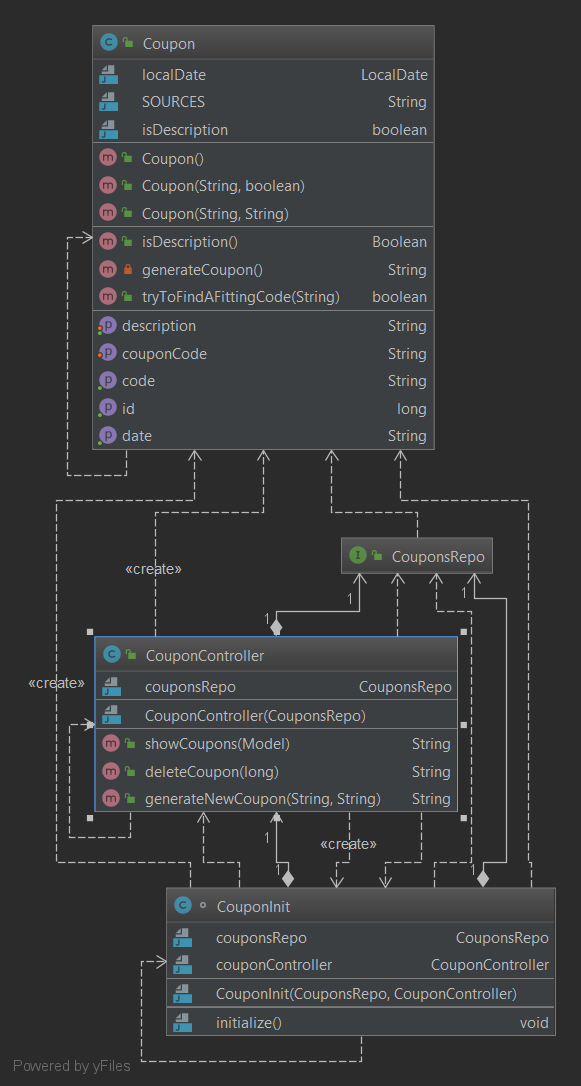 Coupon
localDate LocalDate
SOURCES String
isDescription boolean
Coupon()
Coupon(String, boolean)
Coupon(String, String)
isDescription() Boolean
generateCoupon() String
tryToFindAFittingCode(String) boolean
description String
couponCode String
code String
id long
date String
«create»
CouponsRepo
1
1
1
CouponController
«create»
couponsRepo CouponsRepo
CouponController(CouponsRepo)
showCoupons(Model) String
deleteCoupon(long) String
generateNewCoupon(String, String) String
1
«create»
1
1
CouponInit
couponsRepo CouponsRepo
couponController CouponController
CouponInit(CouponsRepo, CouponController)
initialize() void
Powered by yFiles